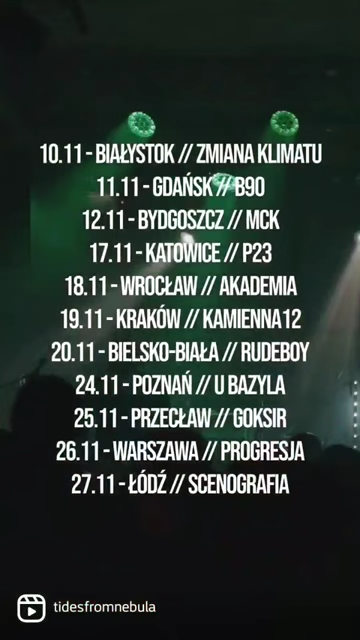 10.11 - BIAŁYSTOK // ZMIANA KLIMATU
11.11 - GDAŃSK // B90
12.11 - BYDGOSZCZ // MCK
17.11 - KATOWICE // P23
18.11 - WROCŁAW // AKADEMIA
19.11 - KRAKÓW // KAMIENNA12
20.11 - BIELSKO-BIAŁA // RUDEBOY
24.11 - POZNAŃ // U BAZYLA
25.11 - PRZECŁAW // GOKSIR
26.11 - WARSZAWA // PROGRESJA
27.11 - ŁÓDŹ // SCENOGRAFIA
tidesfromnebula